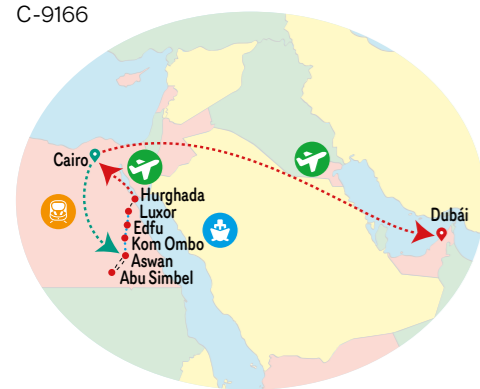 C-9166
Cairo
Hurghada
Luxor
Edfu
Kom Ombo
Aswan
Abu Simbel
Dubái